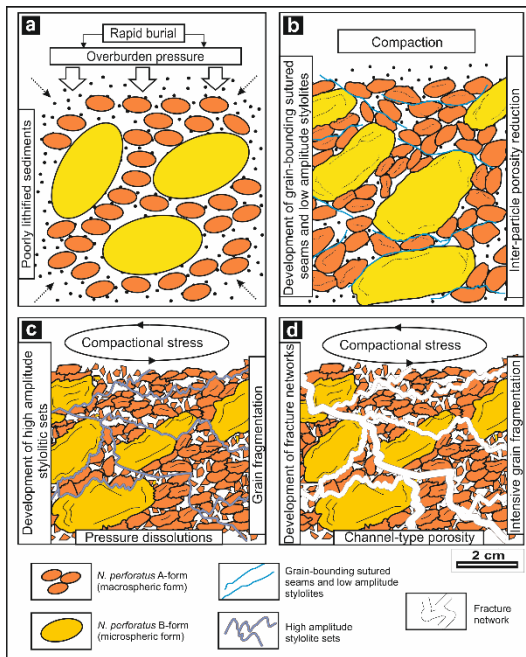 a
Rapid burial
Overburden pressure
Poorly lithified sediments
b
Compaction
Development of grain-bounding sutured
seams and low amplitude stylolites
Inter-particle porosity reduction
c
Compactional stress
Development of high amplitude
stylolitic sets
Grain fragmentation
Pressure dissolutions
d
Compactional stress
Development of fracture networks
Intensive grain fragmentation
Channel-type porosity
2 cm
N. perforatus A-form
(macrospheric form)
Grain-bounding sutured
seams and low amplitude
stylolites
Fracture
network
N. perforatus B-form
(microspheric form)
High amplitude
stylolite sets